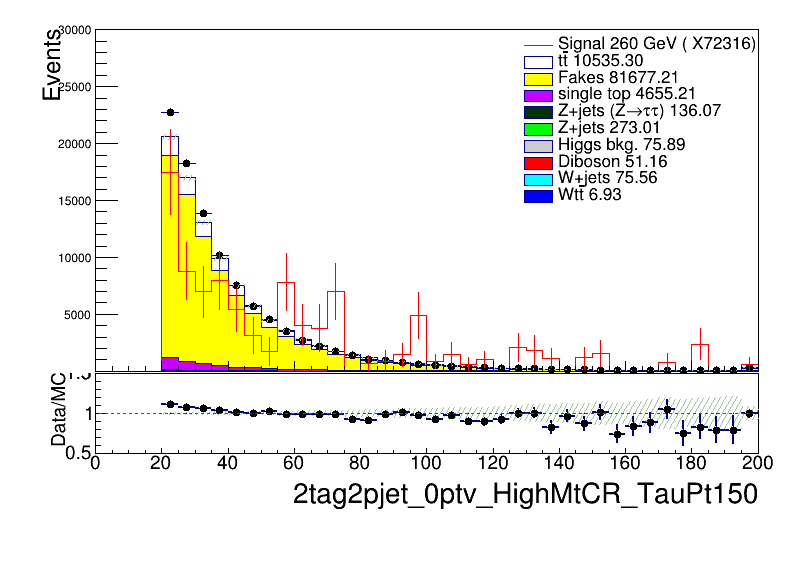 30000
Events
25000
20000
15000
10000
5000
Signal 260 GeV ( X72316)
tt̄ 10535.30
Fakes 81677.21
single top 4655.21
Z+jets (Z→ττ) 136.07
Z+jets 273.01
Higgs bkg. 75.89
Diboson 51.16
W+jets 75.56
Wtt̄ 6.93
1.5
Data/MC
1
0.5
0 20 40 60 80 100 120 140 160 180 200
2tag2pjet_0ptv_HighMtCR_TauPt150